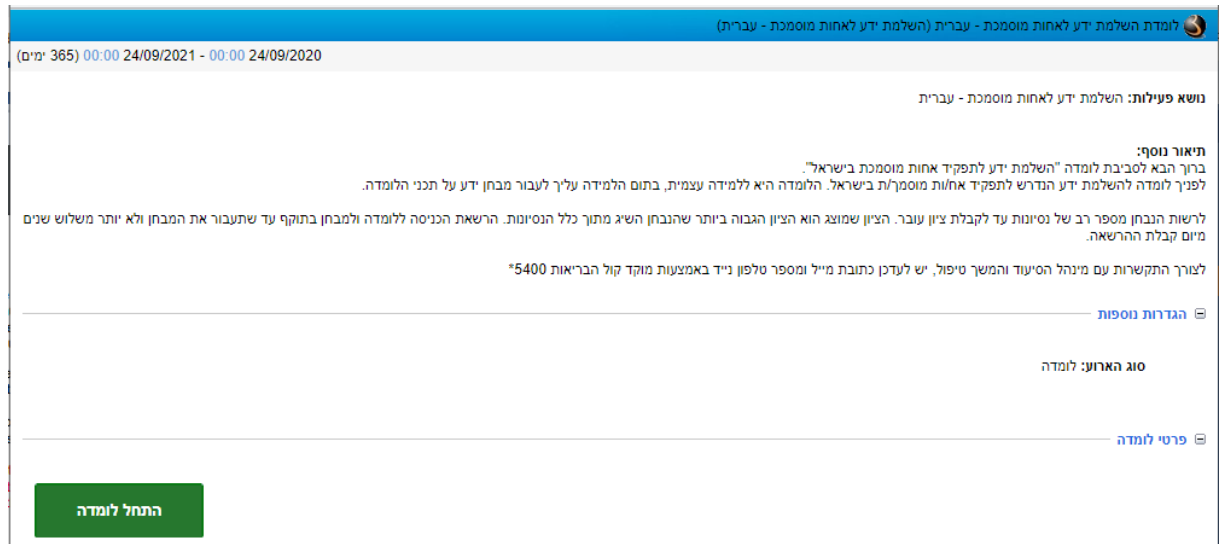 לומדת השלמת ידע לאחות מוסמכת - עברית (השלמת ידע לאחות מוסמכת - עברית)
24/09/2020 00:00 - 24/09/2021 00:00 (365 ימים)
נושא פעילות: השלמת ידע לאחות מוסמכת - עברית
תיאור נוסף:
ברוך הבא לסביבת לומדה "השלמת ידע לתפקיד אחות מוסמכת בישראל".
לפניך לומדה להשלמת ידע הנדרש לתפקיד אח/ות מוסמך/ת בישראל. הלומדה היא ללמידה עצמית, בתום הלמידה עליך לעבור מבחן ידע על תכני הלומדה.
לרשות הנבחן מספר רב של נסיונות עד לקבלת ציון עובר. הציון שמוצג הוא הציון הגבוה ביותר שהנבחן השיג מתוך כלל הנסיונות. הרשאת הכניסה ללומדה ולמבחן בתוקף עד שתעבור את המבחן ולא יותר משלוש שנים
מיום קבלת ההרשאה.
לצורך התקשרות עם מינהל הסיעוד והמשך טיפול, יש לעדכן כתובת מייל ומספר טלפון נייד באמצעות מוקד קול הבריאות 5400*
הגדרות נוספות
סוג הארוע: לומדה
פרטי לומדה
התחל לומדה